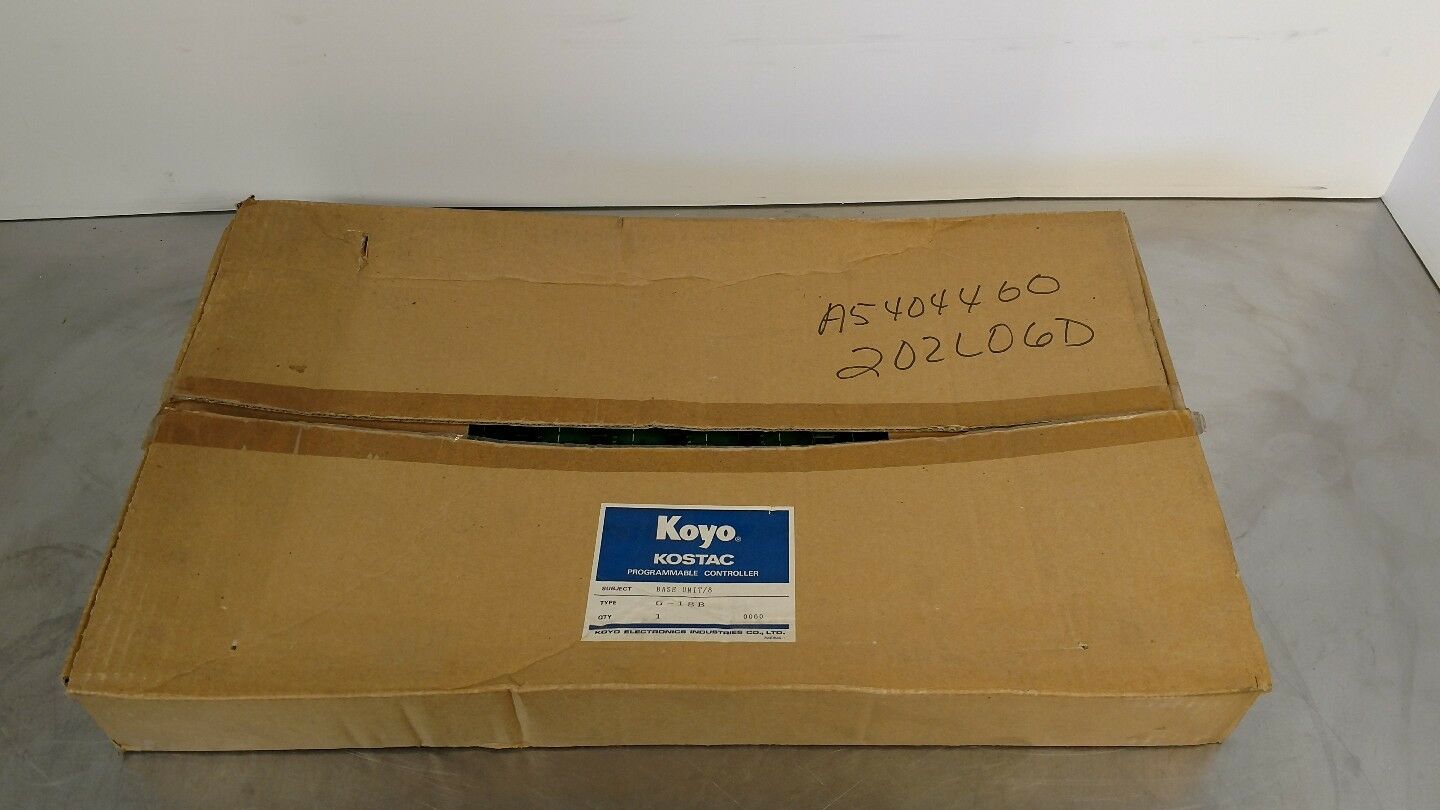 A5404460
202L06D
Koyo®
KOSTAC
PROGRAMMABLE CONTROLLER
SUBJECT BASE UNIT/8
TYPE G-18B
QTY 1 0060
KOYO ELECTRONICS INDUSTRIES CO., LTD.